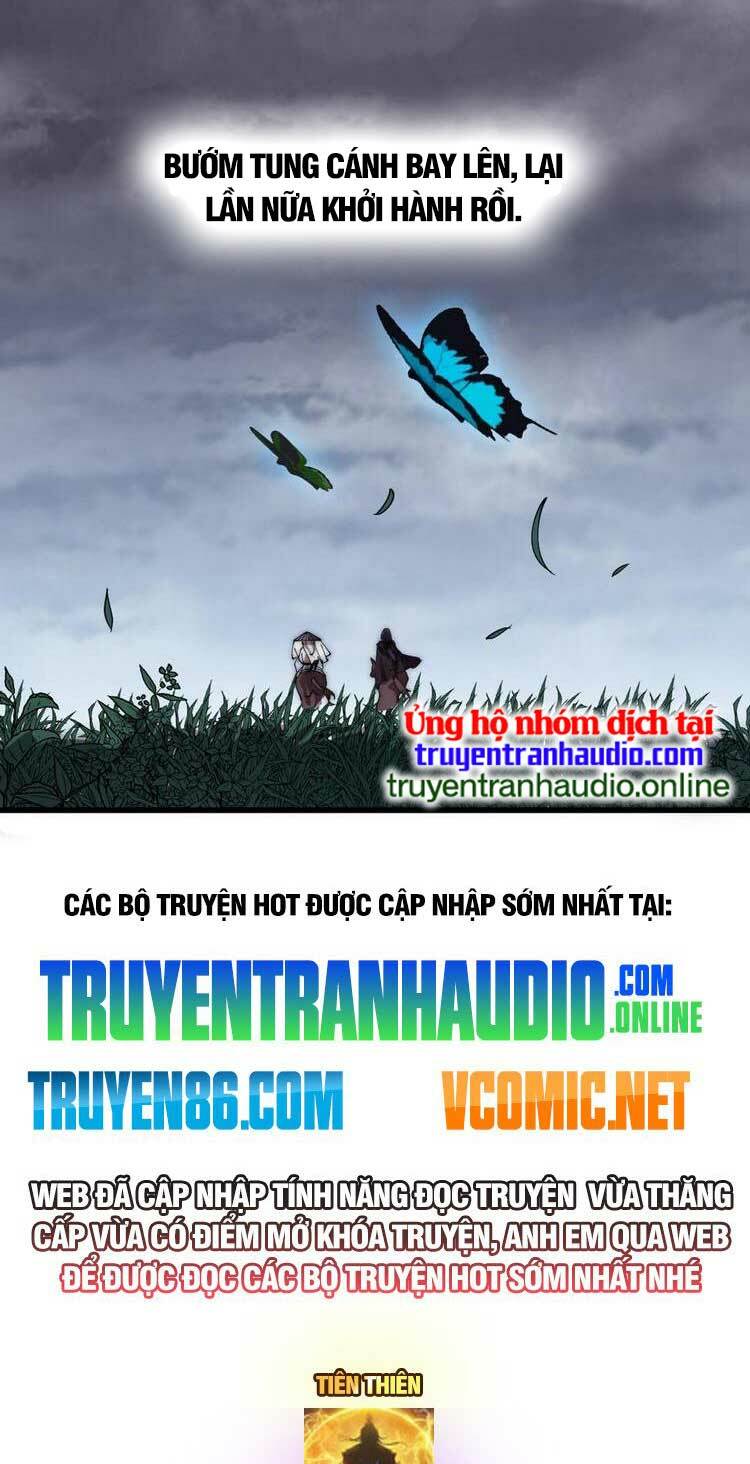 BƯỚM TUNG CÁNH BAY LÊN, LẠI
LẦN NỮA KHỞI HÀNH RỒI.
Ủng hộ nhóm dịch tại
truyentranhaudio.com
truyentranhaudio.online
CÁC BỘ TRUYỆN HOT ĐƯỢC CẬP NHẬP SỚM NHẤT TẠI:
TRUYENTRANHAUDIO.COM
.ONLINE
TRUYEN86.COM VCOMIC.NET
WEB ĐÃ CẬP NHẬP TÍNH NĂNG ĐỌC TRUYỆN VỪA THĂNG
CẤP VỪA CÓ ĐIỂM MỞ KHÓA TRUYỆN, ANH EM QUA WEB
ĐỂ ĐƯỢC ĐỌC CÁC BỘ TRUYỆN HOT SỚM NHẤT NHÉ
TIÊN THIÊN